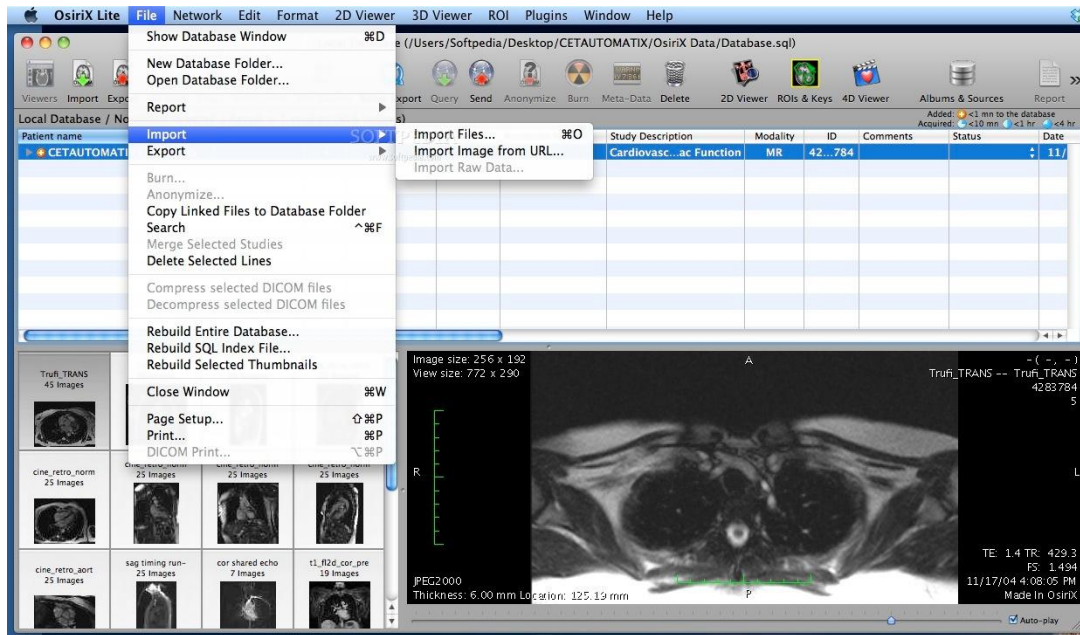 OsiriX Lite File Network Edit Format 2D Viewer 3D Viewer ROI Plugins Window Help
e (/Users/Softpedia/Desktop/CETAUTOMATIX/OsiriX Data/Database.sql)
Viewers Import Expo
xport Query Send Anonymize Burn Meta-Data Delete 2D Viewer ROIs & Keys 4D Viewer Albums & Sources Report
Local Database / No
s)
Added: <1 mn to the database
Acquired: <10 mn <1 hr <4 hr
Patient name Study Description Modality ID Comments Status Date
CETAUTOMATI Cardiovasc...ac Function MR 42...784 11/
Show Database Window ⌘D
New Database Folder...
Open Database Folder...
Report
Import
Export
Burn...
Anonymize...
Copy Linked Files to Database Folder
Search ^⌘F
Merge Selected Studies
Delete Selected Lines
Compress selected DICOM files
Decompress selected DICOM files
Rebuild Entire Database...
Rebuild SQL Index File...
Rebuild Selected Thumbnails
Close Window ⌘W
Page Setup... ⇧⌘P
Print... ⌘P
DICOM Print... ⌥⌘P
Import Files... ⌘O
Import Image from URL...
Import Raw Data...
Trufi_TRANS
45 Images
cine_retro_norm
25 Images
cine_retro_norm
25 Images
cine_retro_norm
25 Images
cine_retro_norm
25 Images
cine_retro_aort
25 Images
sag timing run-
25 Images
cor shared echo
7 Images
t1_fl2d_cor_pre
19 Images
Image size: 256 x 192
View size: 772 x 290
A
- ( -, - )
Trufi_TRANS -- Trufi_TRANS
4283784
5
R
L
TE: 1.4 TR: 429.3
FS: 1.494
JPEG2000
11/17/04 4:08:05 PM
Thickness: 6.00 mm Location: 125.19 mm
P
Made In OsiriX
Auto-play